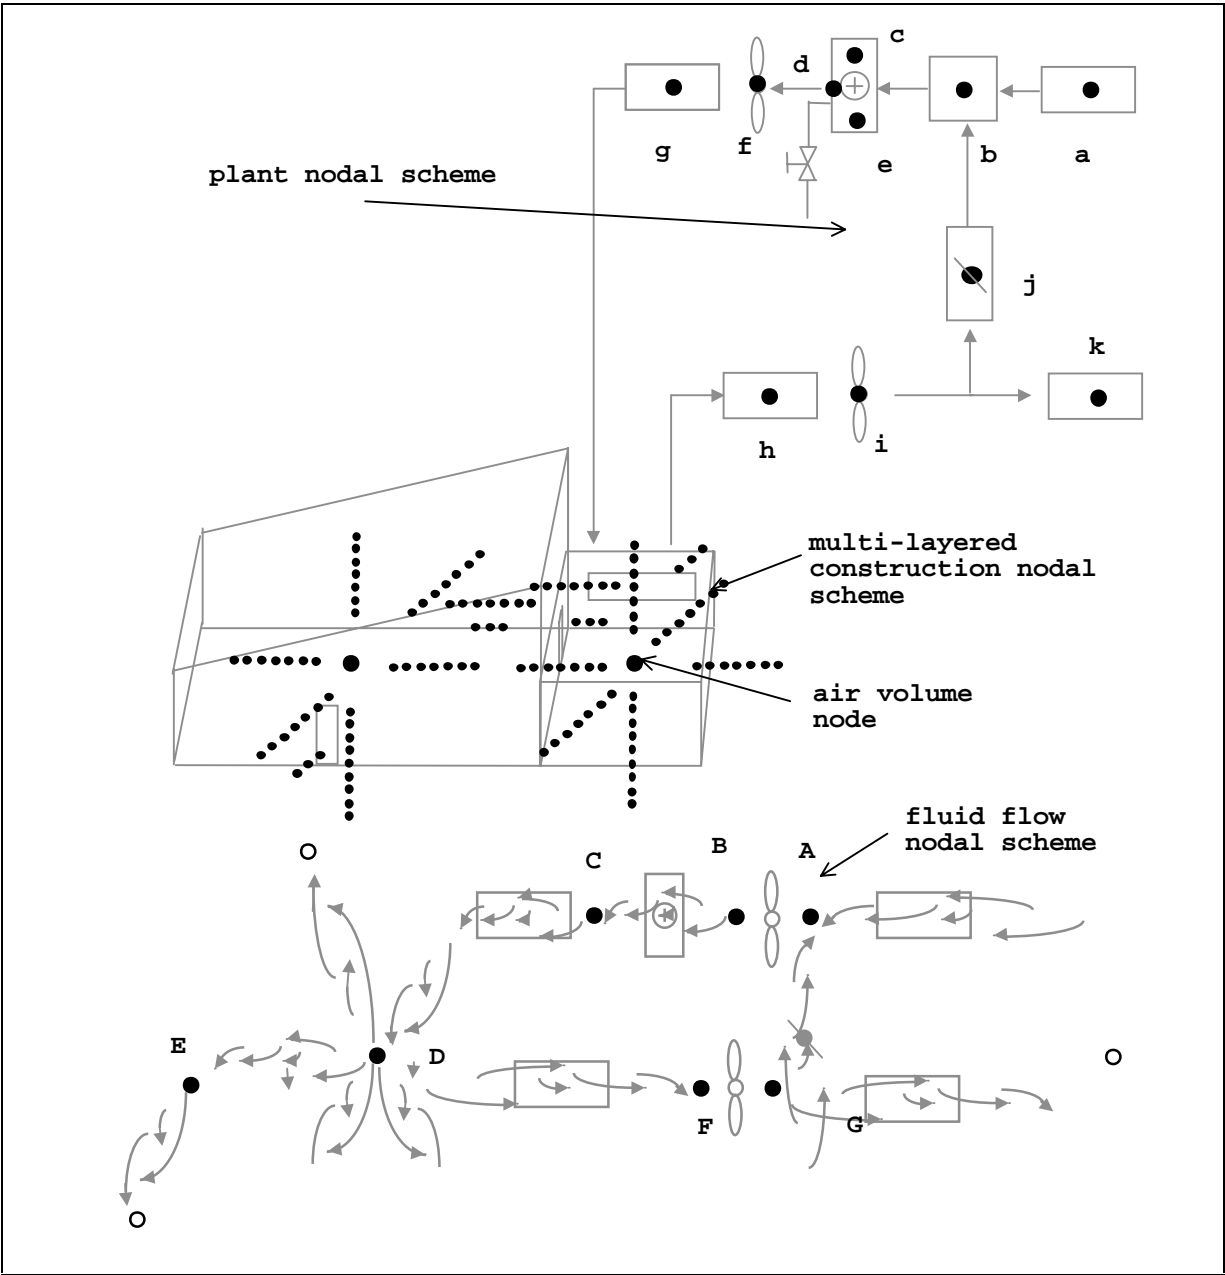 c
d
g
f
e
b
a
plant nodal scheme
j
k
h
i
multi-layered
construction nodal
scheme
air volume
node
fluid flow
nodal scheme
C
B
A
E
D
F
G